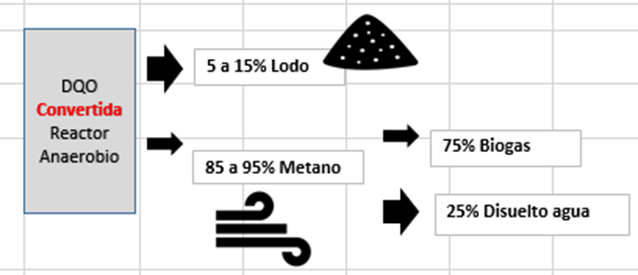 DQO
Convertida
Reactor
Anaerobio
5 a 15% Lodo
85 a 95% Metano
75% Biogas
25% Disuelto agua